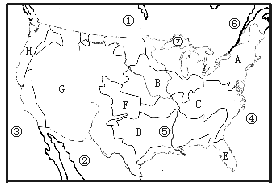 ①
⑥
⑦
H
A
B
G
C
F
③
④
D
⑤
②
E